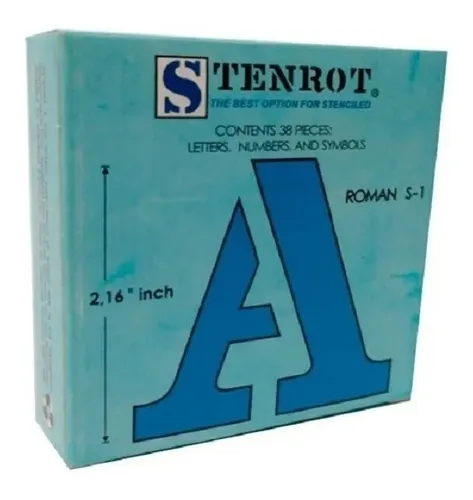 STENROT®
THE BEST OPTION FOR STENCILED
CONTENTS 38 PIECES:
LETTERS, NUMBERS, AND SYMBOLS
ROMAN S-1
2,16" inch
A